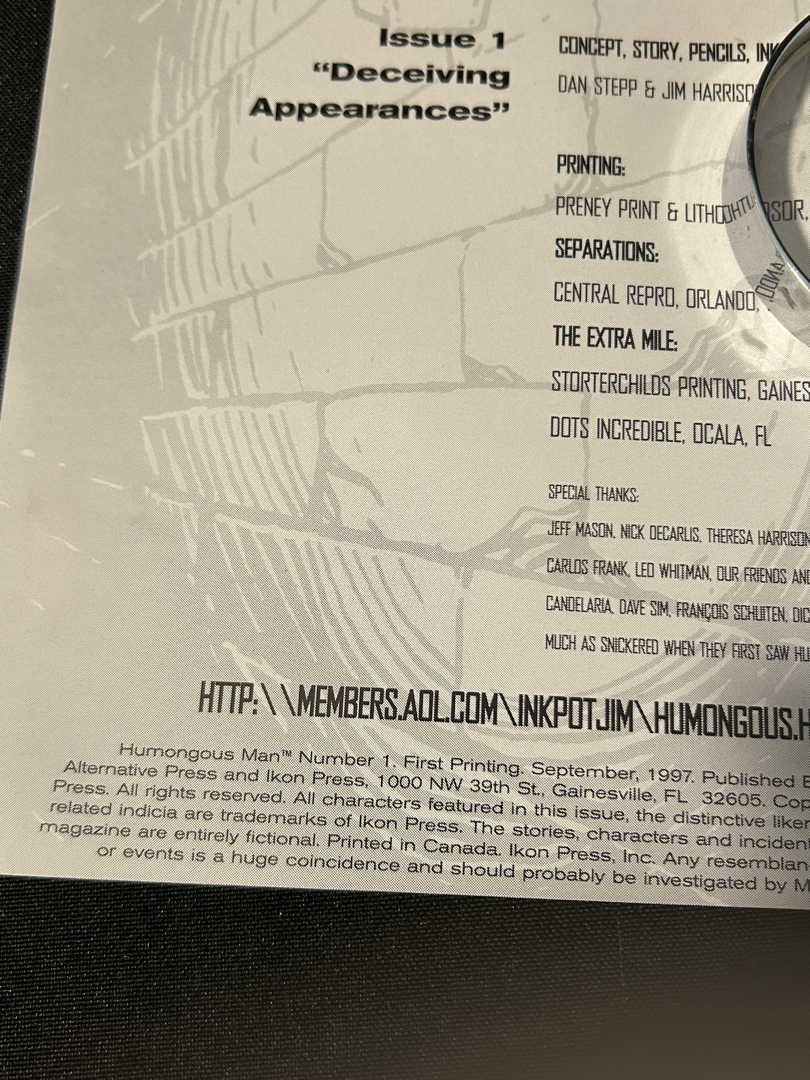 Issue 1
“Deceiving
Appearances”
CONCEPT, STORY, PENCILS,
DAN STEPP & JIM
PRINTING:
PRENEY PRINT &
SEPARATIONS:
CENTRAL REPRO, ORLANDO,
THE EXTRA MILE:
STORTERCHILDS PRINTING,
DOTS INCREDIBLE, OCALA, FL
SPECIAL THANKS:
JEFF MASON, NICK DECARLIS, THERESA HARRISON
CARLOS FRANK, LEO WHITMAN, OUR FRIENDS
CANDELARIA, DAVE SIM, FRANÇOIS SCHUITEN,
MUCH AS SNICKERED WHEN THEY FIRST SAW
HTTP:\\MEMBERS.AOL.COM\INKPOTJIM\HUMONGOUS.H
Humongous Man™ Number 1. First Printing. September, 1997. Published
Alternative Press and Ikon Press, 1000 NW 39th St., Gainesville, FL 32605.
Press. All rights reserved. All characters featured in this issue, the distinctive
related indicia are trademarks of Ikon Press. The stories, characters and
magazine are entirely fictional. Printed in Canada. Ikon Press, Inc. Any
or events is a huge coincidence and should probably be investigated by